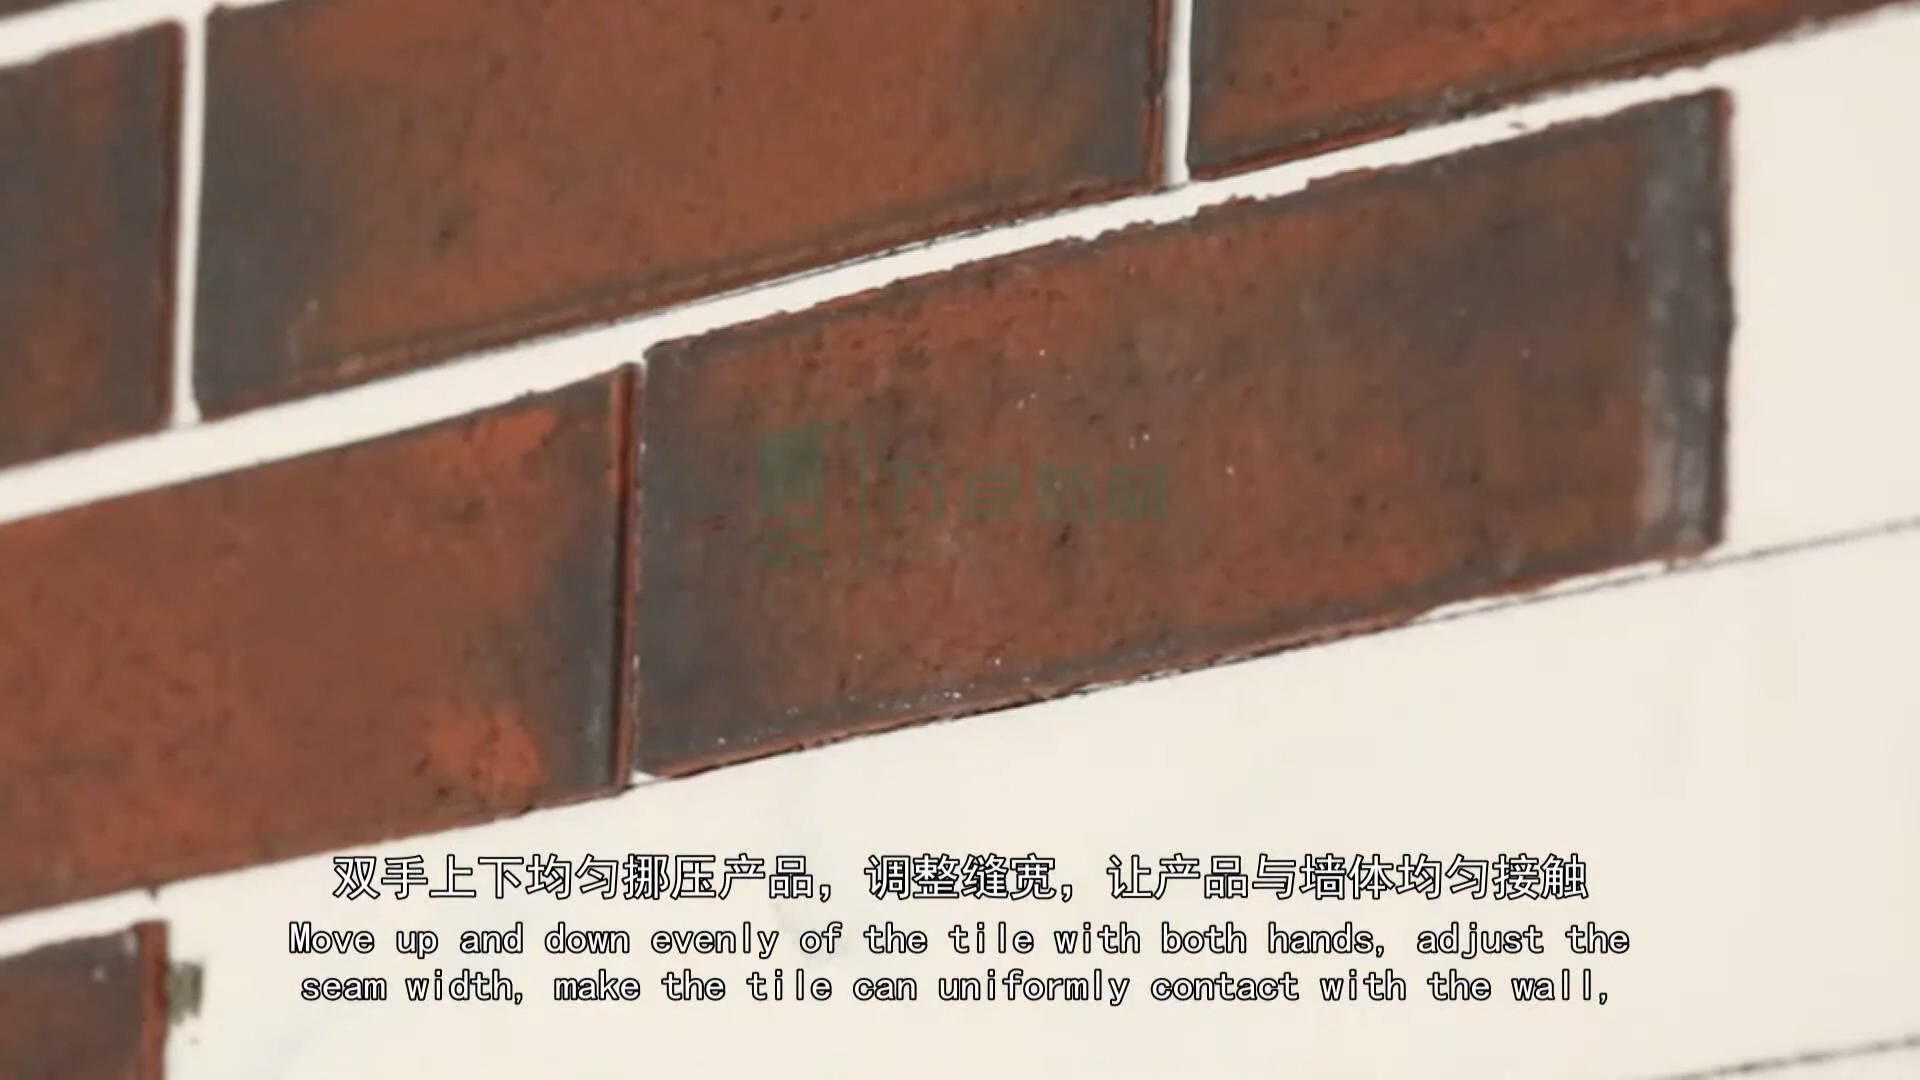 双手上下均匀挪压产品，调整缝宽，让产品与墙体均匀接触
Move up and down evenly of the tile with both hands, adjust the
seam width, make the tile can uniformly contact with the wall,